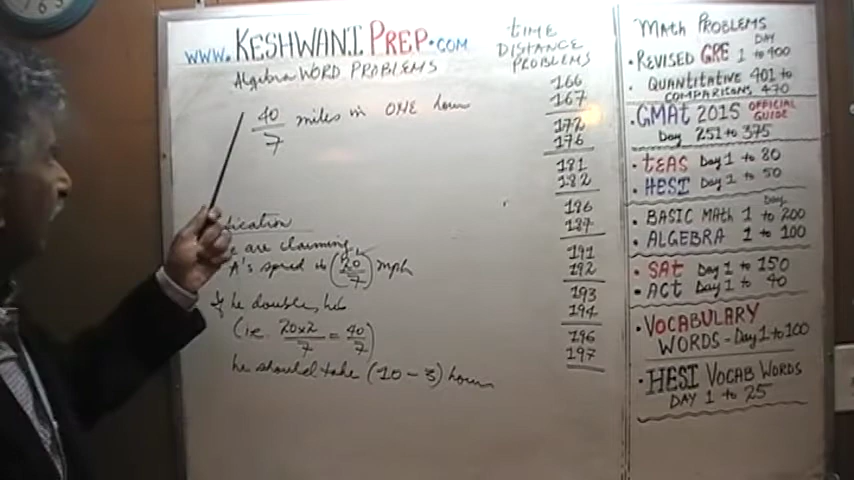 www.KESHWANI PREP.COM
Algebra WORD PROBLEMS
40
7
miles in ONE hour
ication
e are claiming
A's speed is (20/7) mph
If he double, his
(i.e. 20x2/7 = 40/7)
he should take (10 - 3) hours
TIME
DISTANCE
PROBLEMS
166
167
172
176
181
182
186
187
191
192
193
194
196
197
Math PROBLEMS
DAY
• REVISED GRE 1 to 400
• QUANTITATIVE 401 to
COMPARISONS 470
• GMAt 2015 OFFICIAL GUIDE
Day 251 to 375
• tEAS Day 1 to 80
• HESI Day 1 to 50
Day
• BASIC Math 1 to 200
• ALGEBRA 1 to 100
• SAt Day 1 to 150
• ACt Day 1 to 40
• VOCABULARY
WORDS - Day 1 to 100
• HESI VOCAB WORDS
DAY 1 to 25